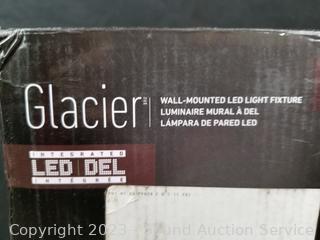 Glacier
WALL-MOUNTED LED LIGHT FIXTURE
LUMINAIRE MURAL À DEL
LÁMPARA DE PARED LED
INTEGRATED
LED | DEL
INTÉGRÉE
Copyright 2023 Sound Auction Service